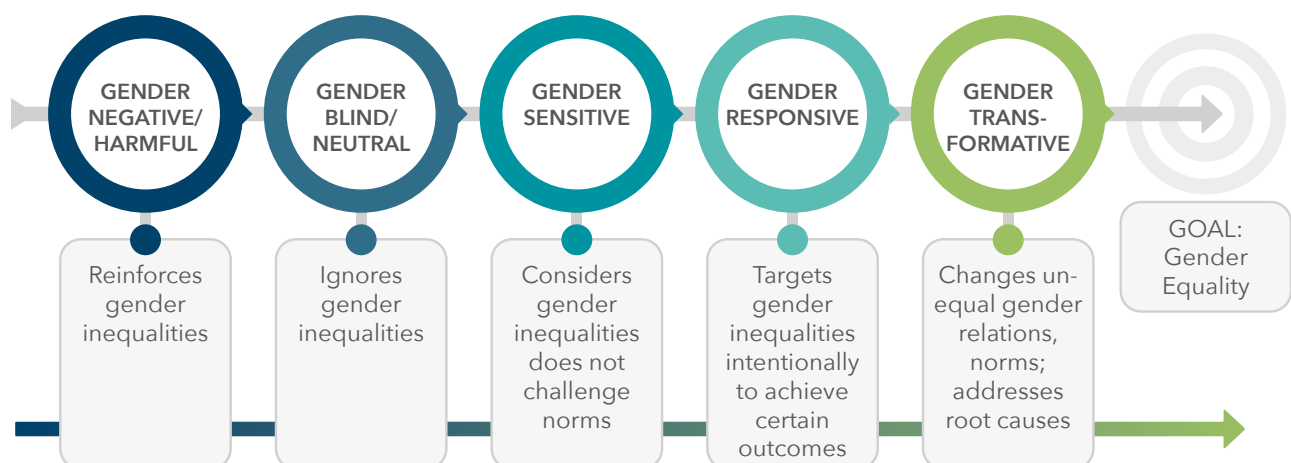 GENDER
NEGATIVE/
HARMFUL
GENDER
BLIND/
NEUTRAL
GENDER
SENSITIVE
GENDER
RESPONSIVE
GENDER
TRANS-
FORMATIVE
Reinforces
gender
inequalities
Ignores
gender
inequalities
Considers
gender
inequalities
does not
challenge
norms
Targets
gender
inequalities
intentionally
to achieve
certain
outcomes
Changes un-
equal gender
relations,
norms;
addresses
root causes
GOAL:
Gender
Equality